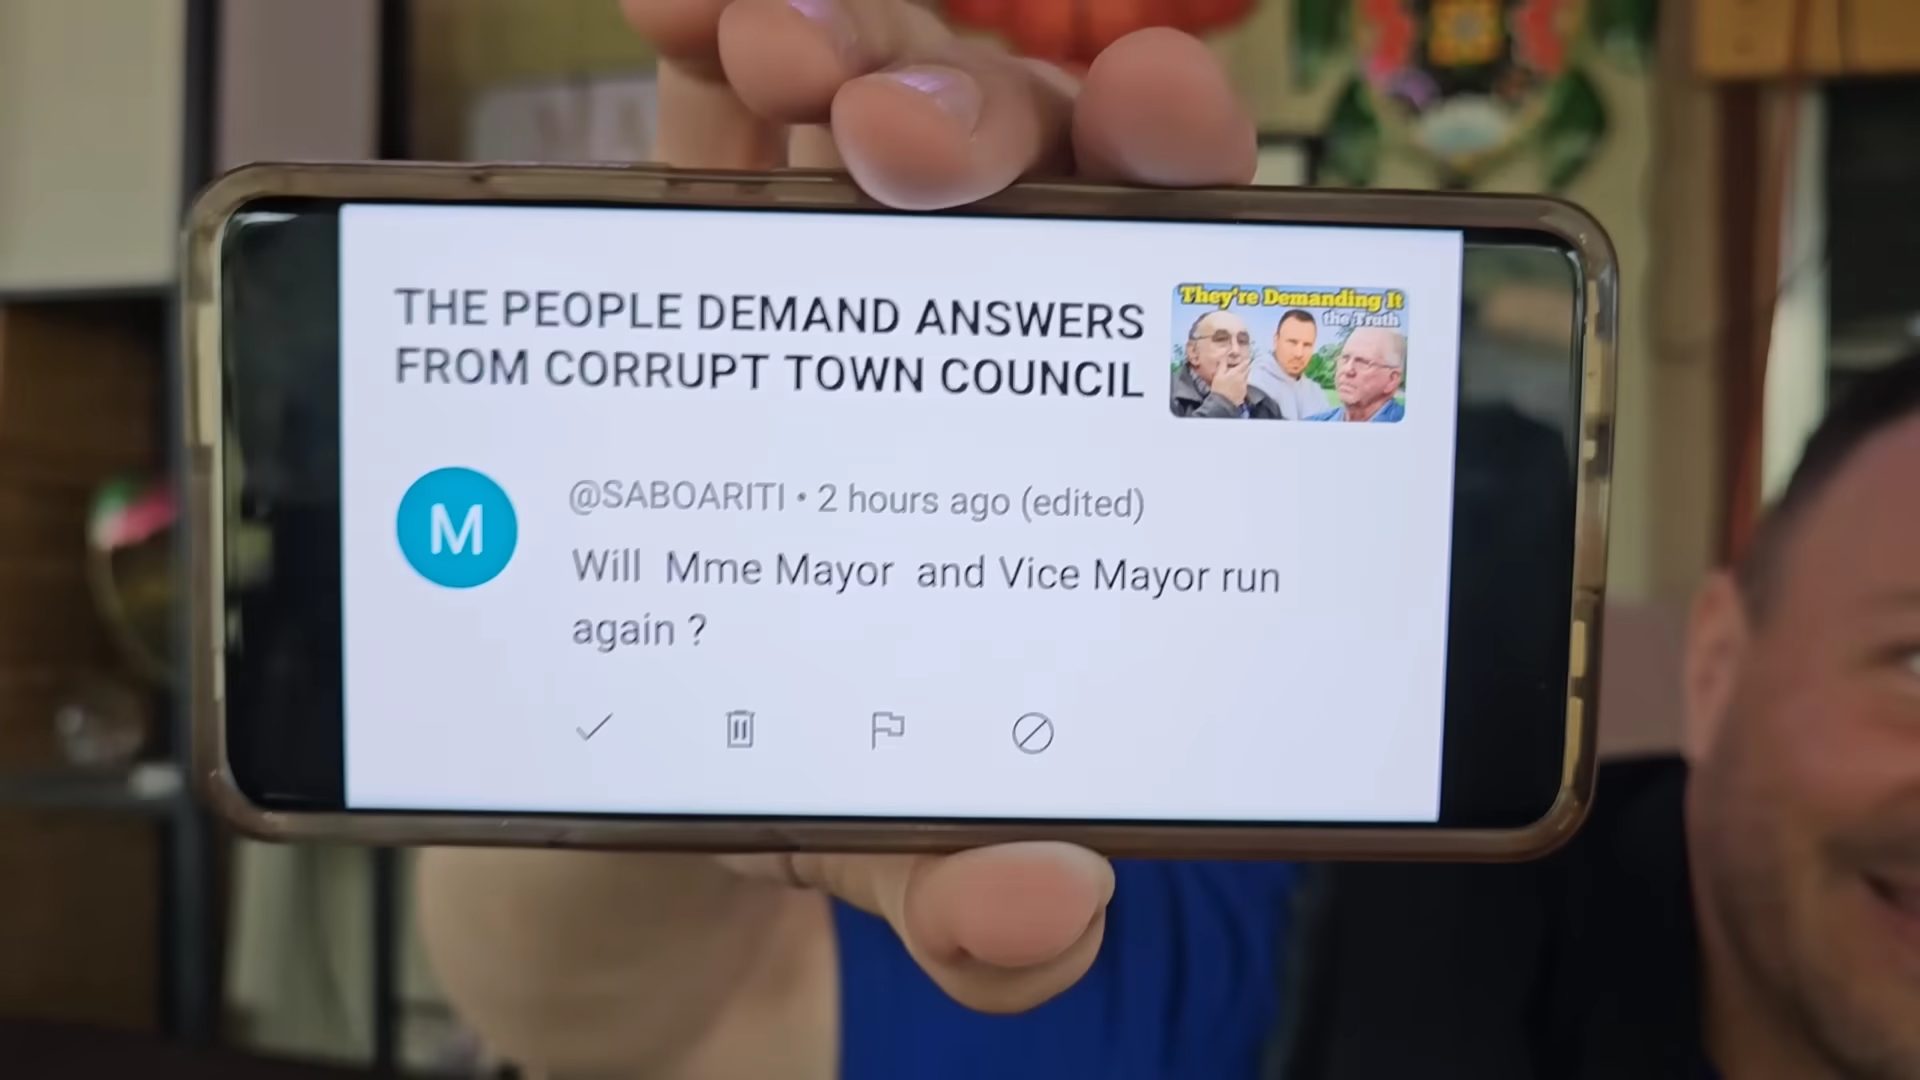 THE PEOPLE DEMAND ANSWERS
FROM CORRUPT TOWN COUNCIL
They're Demanding It
the Truth
M
@SABOARITI • 2 hours ago (edited)
Will Mme Mayor and Vice Mayor run
again ?